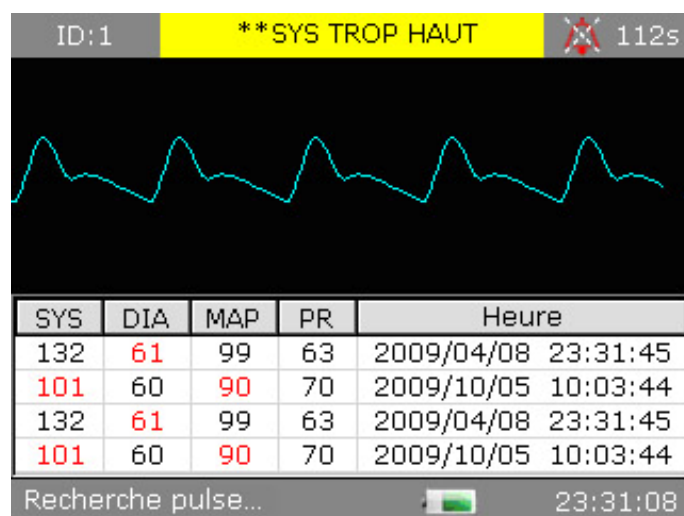 ID:1 **SYS TROP HAUT 112s
SYS DIA MAP PR Heure
132 61 99 63 2009/04/08 23:31:45
101 60 90 70 2009/10/05 10:03:44
132 61 99 63 2009/04/08 23:31:45
101 60 90 70 2009/10/05 10:03:44
Recherche pulse... 23:31:08